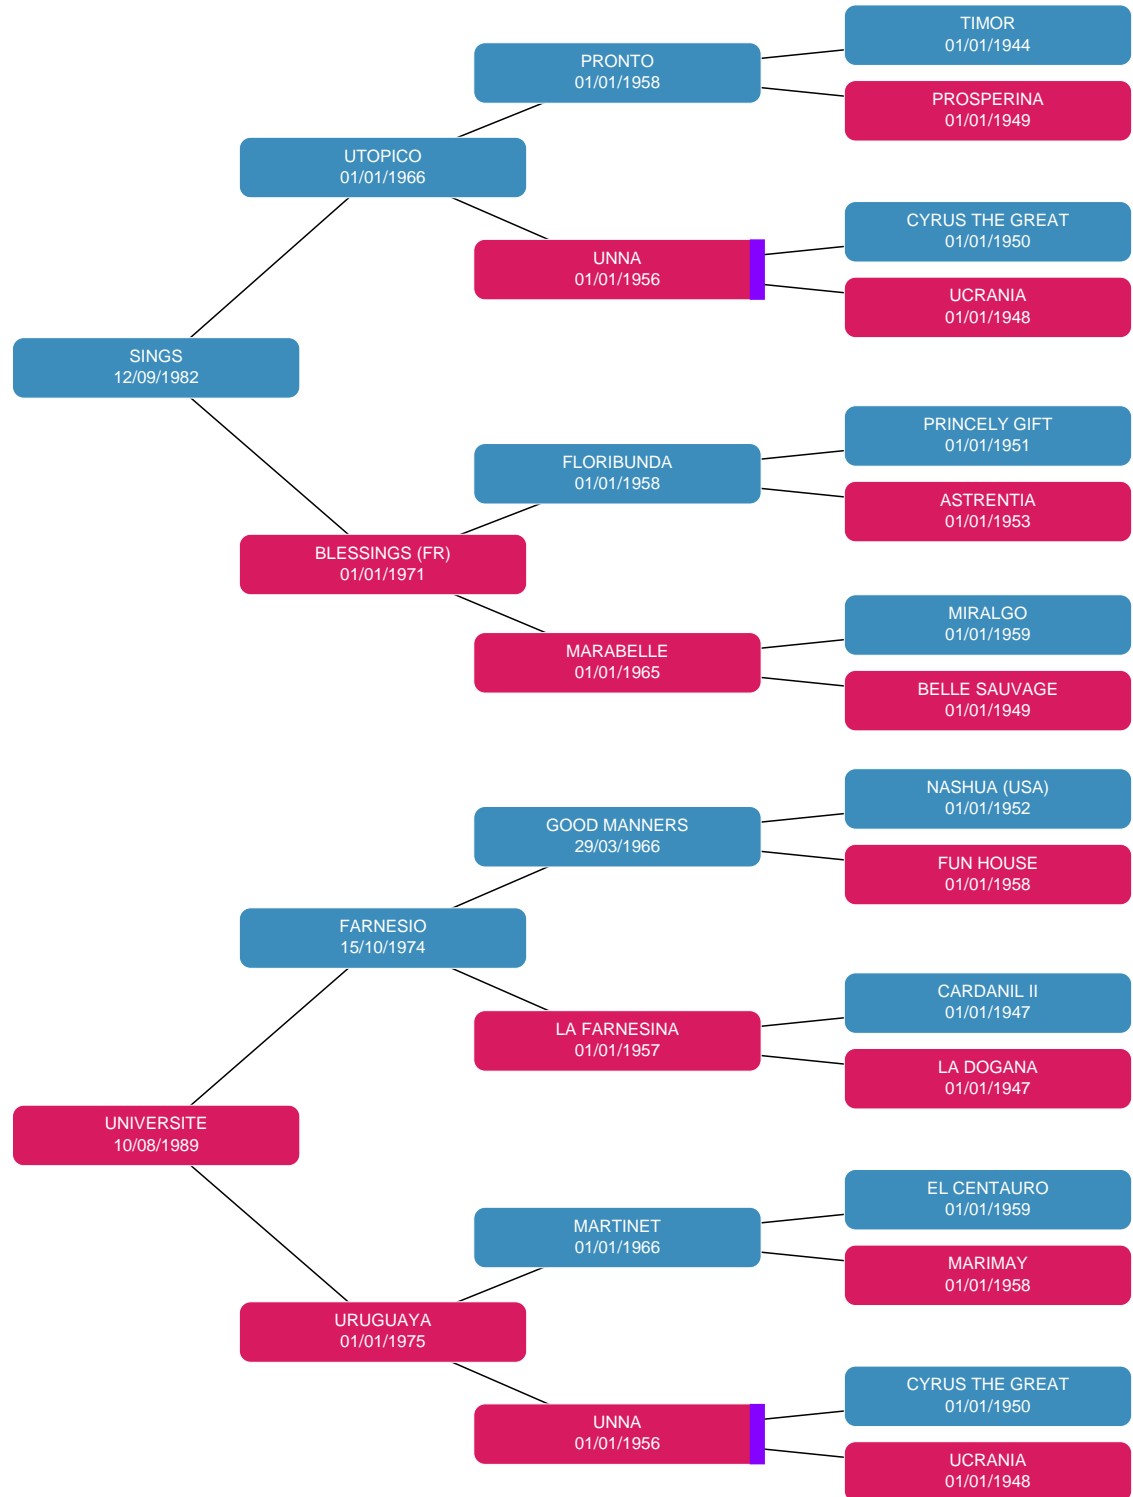 TIMOR
01/01/1944
PRONTO
01/01/1958
PROSPERINA
01/01/1949
UTOPICO
01/01/1966
CYRUS THE GREAT
01/01/1950
UNNA
01/01/1956
UCRANIA
01/01/1948
SINGS
12/09/1982
PRINCELY GIFT
01/01/1951
FLORIBUNDA
01/01/1958
ASTRENTIA
01/01/1953
BLESSINGS (FR)
01/01/1971
MIRALGO
01/01/1959
MARABELLE
01/01/1965
BELLE SAUVAGE
01/01/1949
NASHUA (USA)
01/01/1952
GOOD MANNERS
29/03/1966
FUN HOUSE
01/01/1958
FARNESIO
15/10/1974
CARDANIL II
01/01/1947
LA FARNESINA
01/01/1957
LA DOGANA
01/01/1947
UNIVERSITE
10/08/1989
EL CENTAURO
01/01/1959
MARTINET
01/01/1966
MARIMAY
01/01/1958
URUGUAYA
01/01/1975
CYRUS THE GREAT
01/01/1950
UNNA
01/01/1956
UCRANIA
01/01/1948